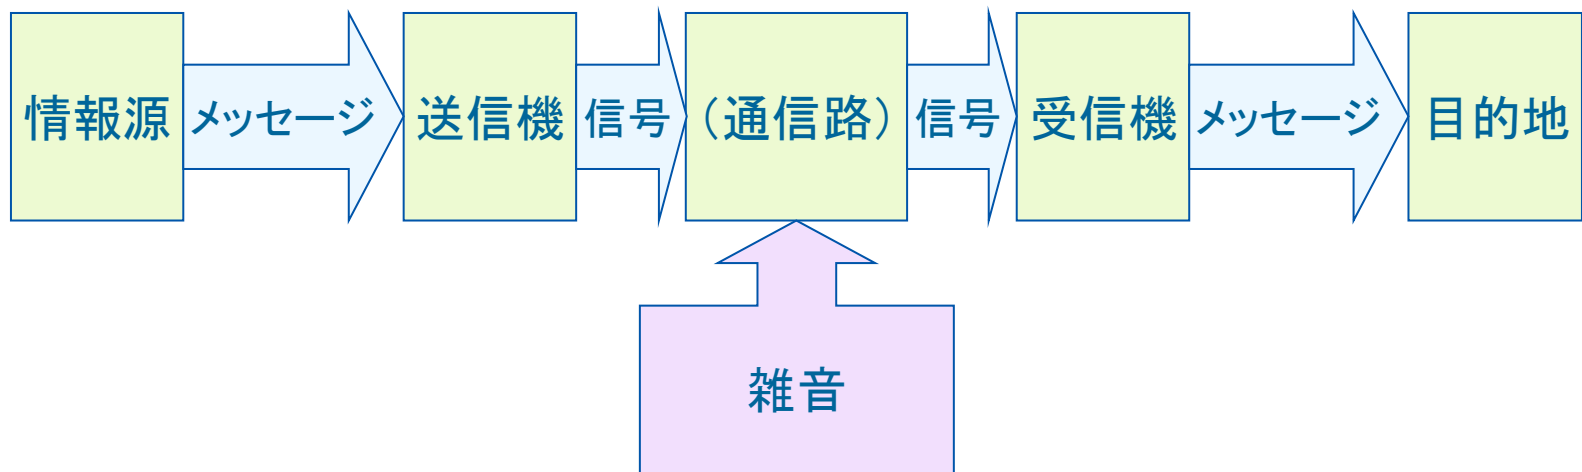 情報源 メッセージ 送信機 信号 （通信路） 信号 受信機 メッセージ 目的地
雑音